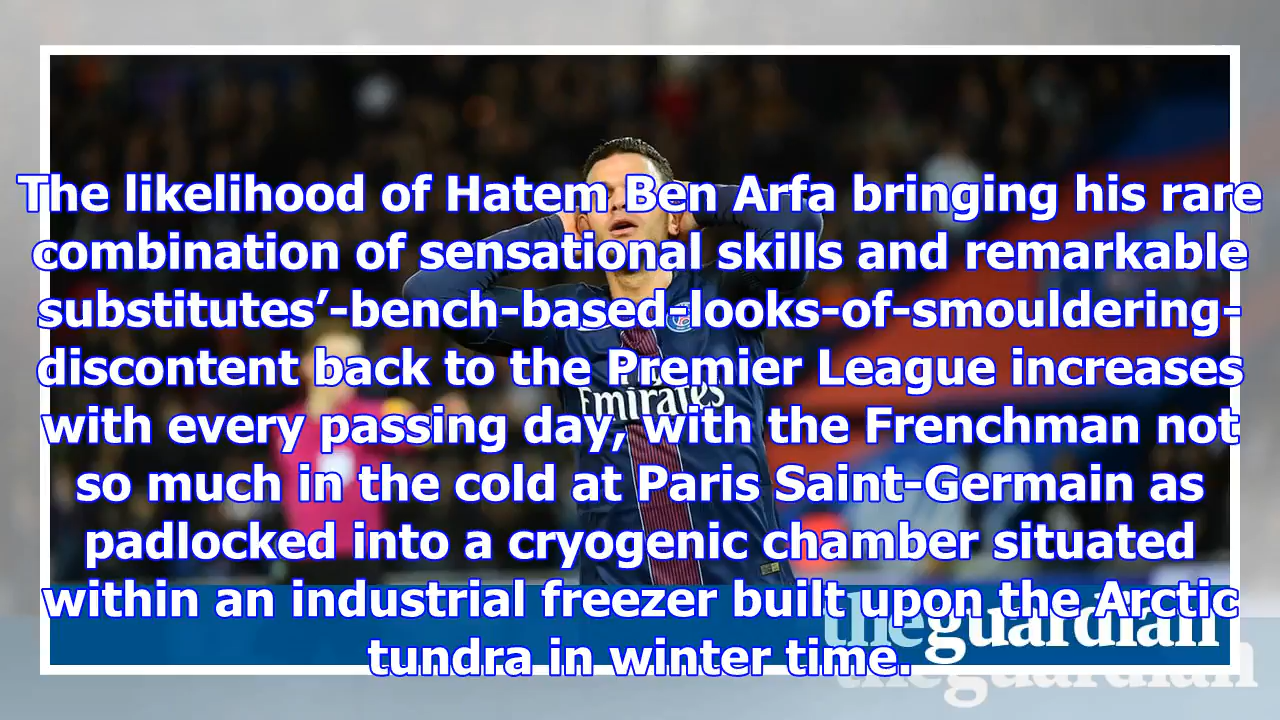 The likelihood of Hatem Ben Arfa bringing his rare
combination of sensational skills and remarkable
substitutes’-bench-based-looks-of-smouldering-
discontent back to the Premier League increases
with every passing day, with the Frenchman not
so much in the cold at Paris Saint-Germain as
padlocked into a cryogenic chamber situated
within an industrial freezer built upon the Arctic
tundra in winter time.
Fly
Emirates
theguardian
theguardian